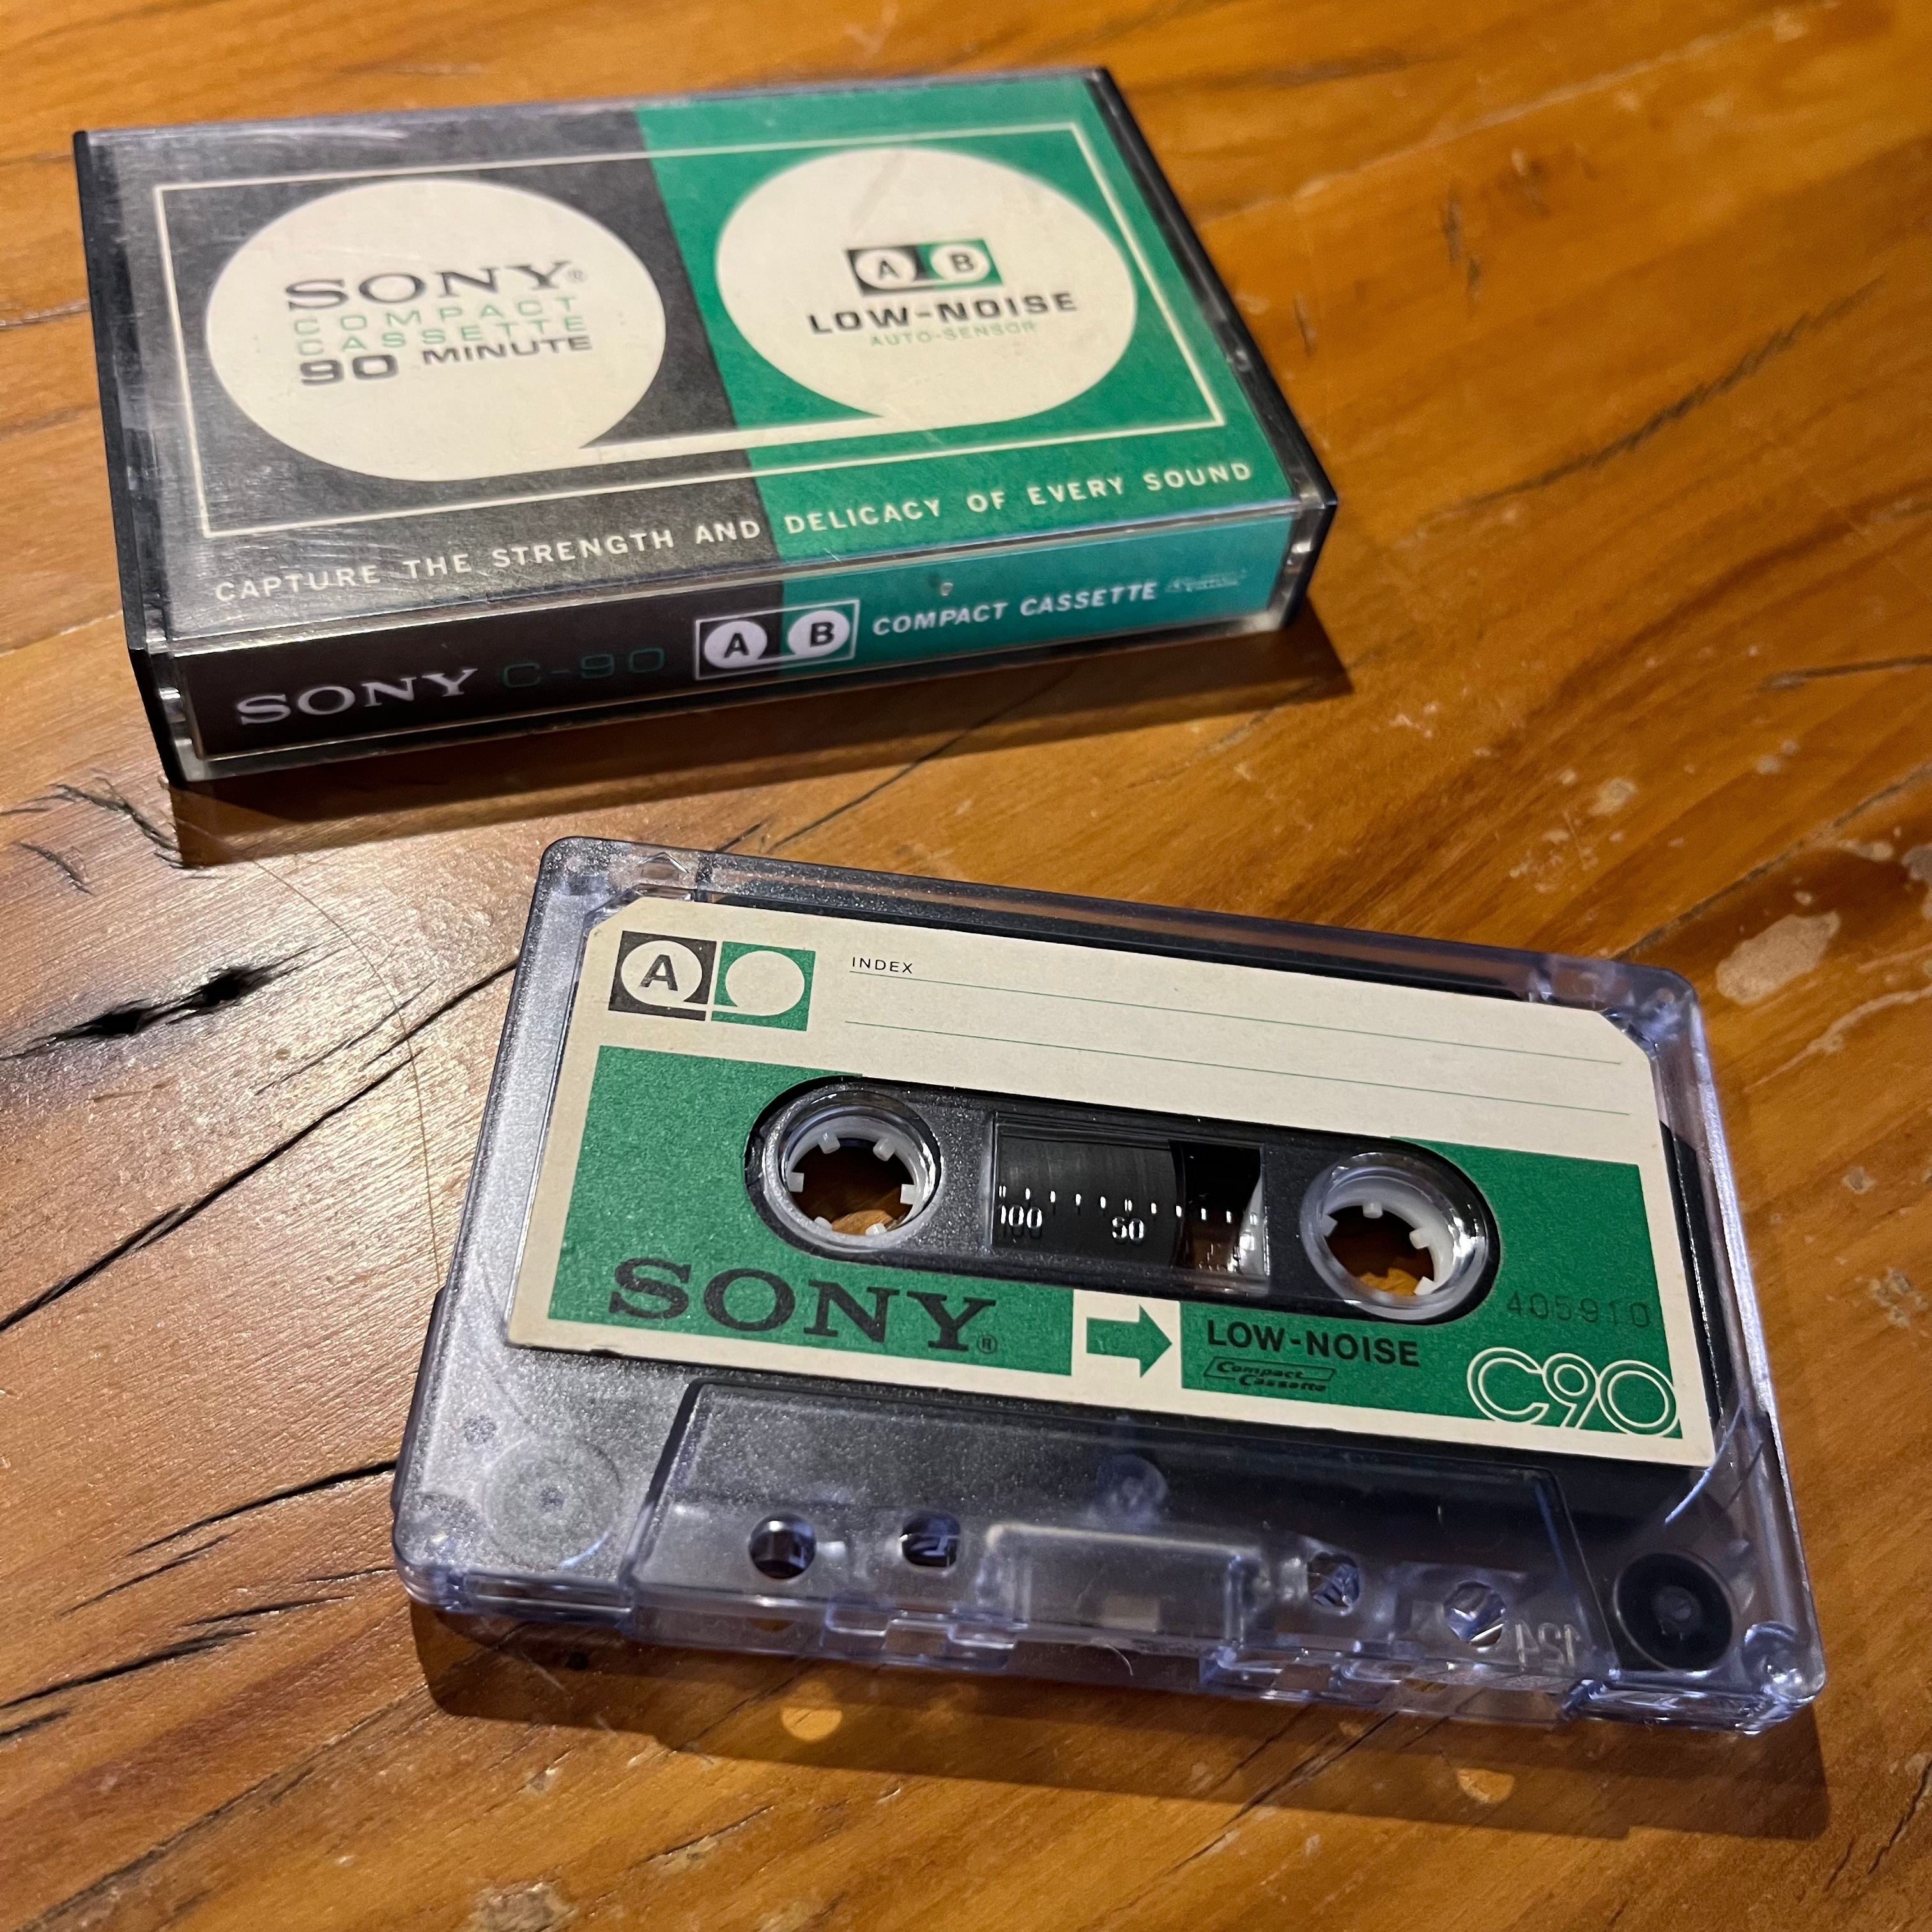 SONY®
COMPACT
CASSETTE
90 MINUTE
A B
LOW-NOISE
AUTO-SENSOR
CAPTURE THE STRENGTH AND DELICACY OF EVERY SOUND
SONY C-90 A B COMPACT CASSETTE
A
INDEX
100 50
SONY®
LOW-NOISE
Compact
Cassette
405910
C90